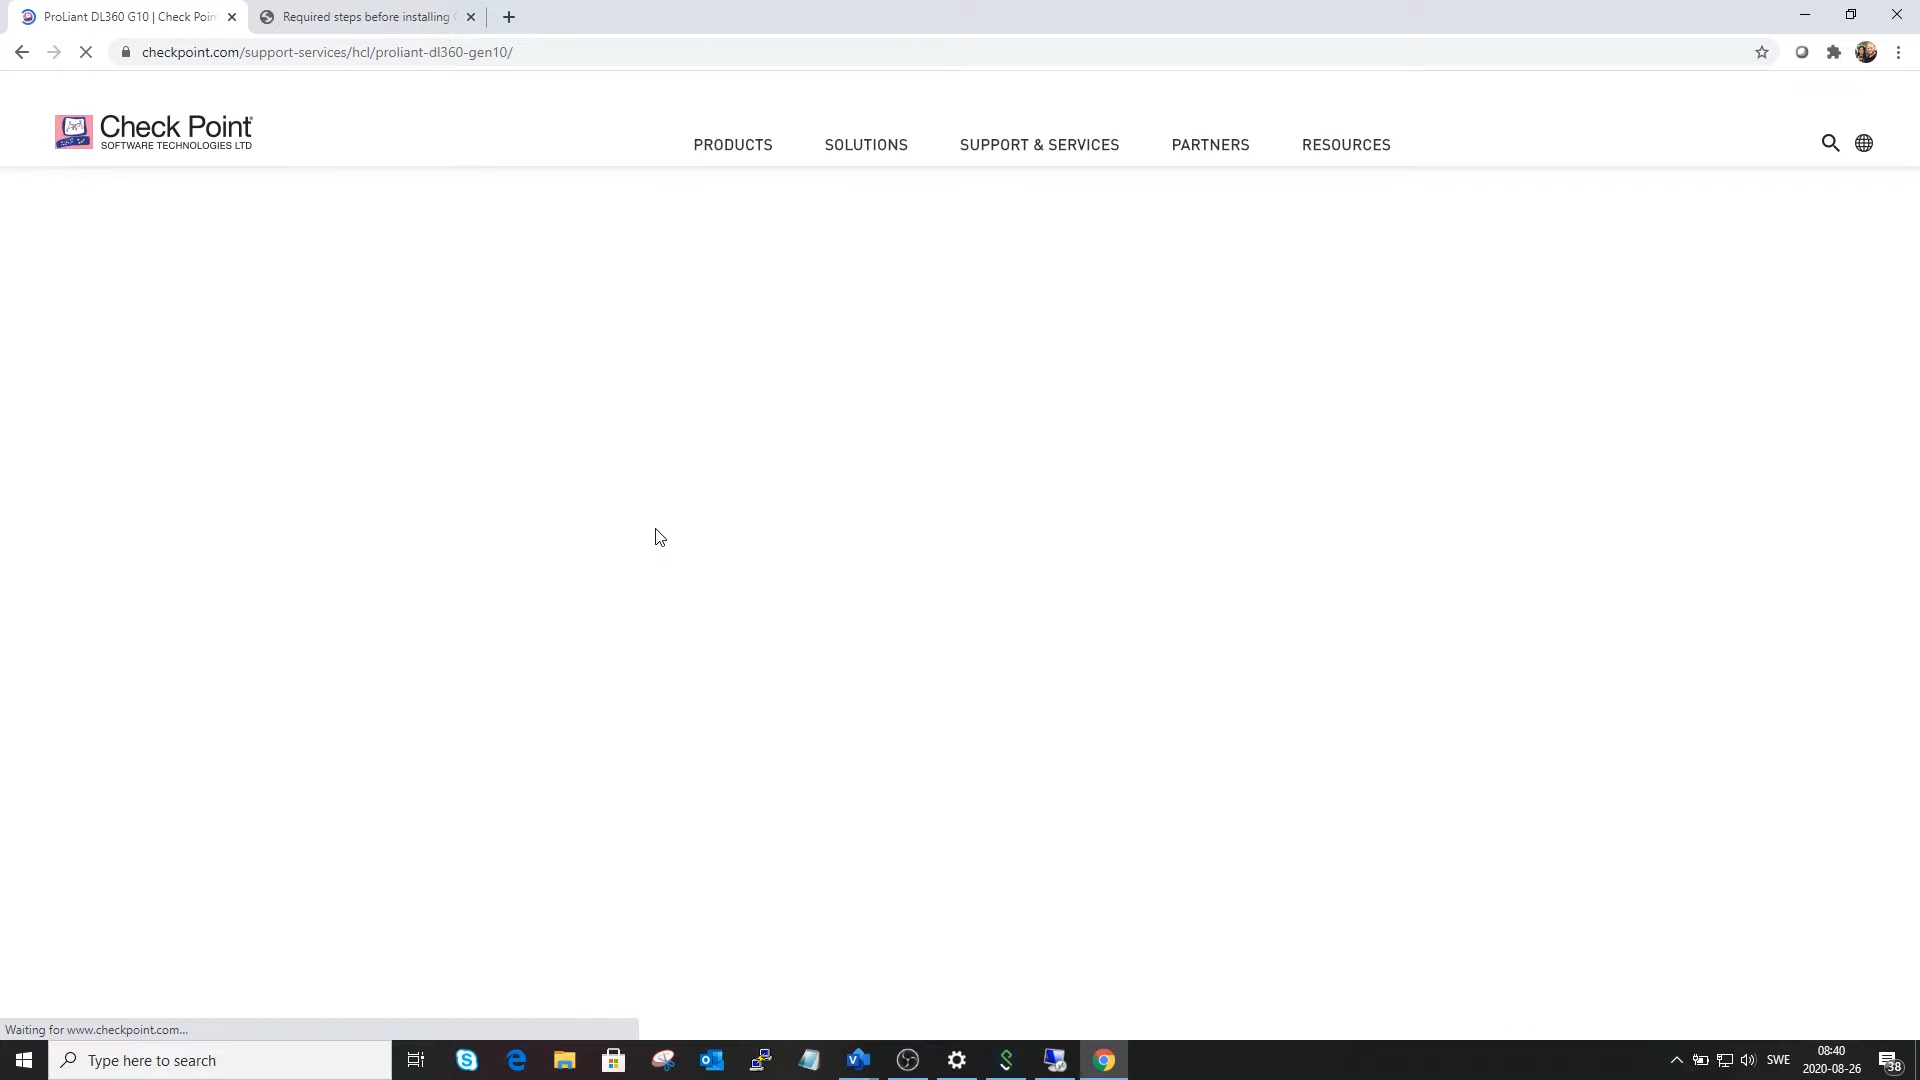 ProLiant DL360 G10 | Check Poin
Required steps before installing
checkpoint.com/support-services/hcl/proliant-dl360-gen10/
Check Point
SOFTWARE TECHNOLOGIES LTD
PRODUCTS
SOLUTIONS
SUPPORT & SERVICES
PARTNERS
RESOURCES
Waiting for www.checkpoint.com...
Type here to search
SWE
08:40
2020-08-26
38